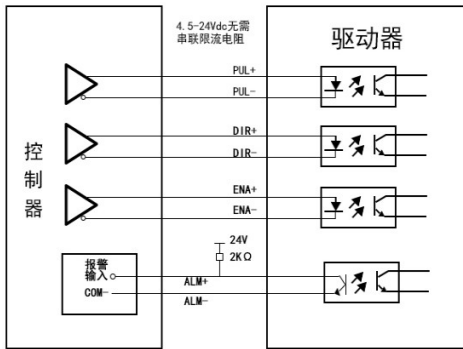 4.5-24Vdc无需
串联限流电阻
驱动器
控制器
PUL+
PUL-
DIR+
DIR-
ENA+
ENA-
24V
2KΩ
报警
输入
COM-
ALM+
ALM-